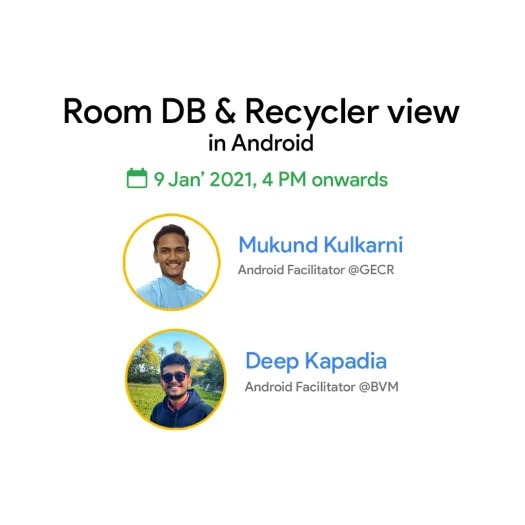 Room DB & Recycler view
in Android
9 Jan’ 2021, 4 PM onwards
Mukund Kulkarni
Android Facilitator @GECR
Deep Kapadia
Android Facilitator @BVM